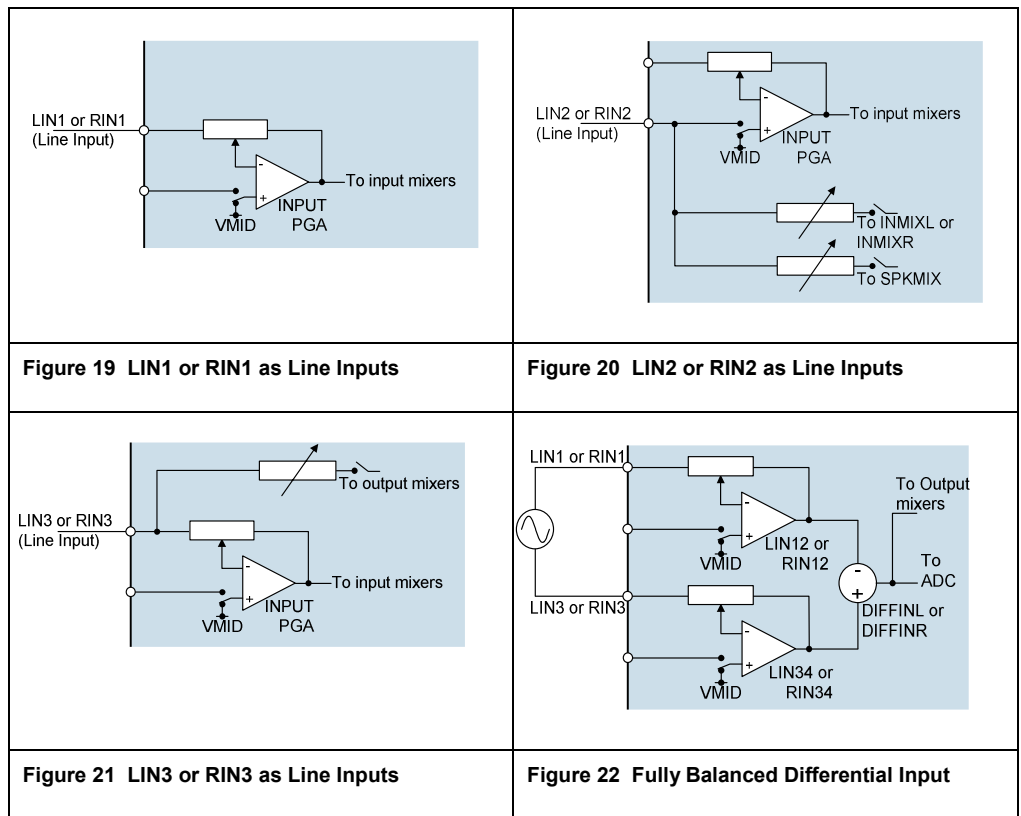 LIN1 or RIN1
(Line Input)
-
+
VMID
INPUT
PGA
To input mixers
Figure 19 LIN1 or RIN1 as Line Inputs
LIN2 or RIN2
(Line Input)
-
+
VMID
INPUT
PGA
To input mixers
To INMIXL or
INMIXR
To SPKMIX
Figure 20 LIN2 or RIN2 as Line Inputs
To output mixers
LIN3 or RIN3
(Line Input)
-
+
VMID
INPUT
PGA
To input mixers
Figure 21 LIN3 or RIN3 as Line Inputs
LIN1 or RIN1
-
+
VMID
LIN12 or
RIN12
To Output
mixers
To
ADC
-
+
DIFFINL or
DIFFINR
LIN3 or RIN3
-
+
VMID
LIN34 or
RIN34
Figure 22 Fully Balanced Differential Input